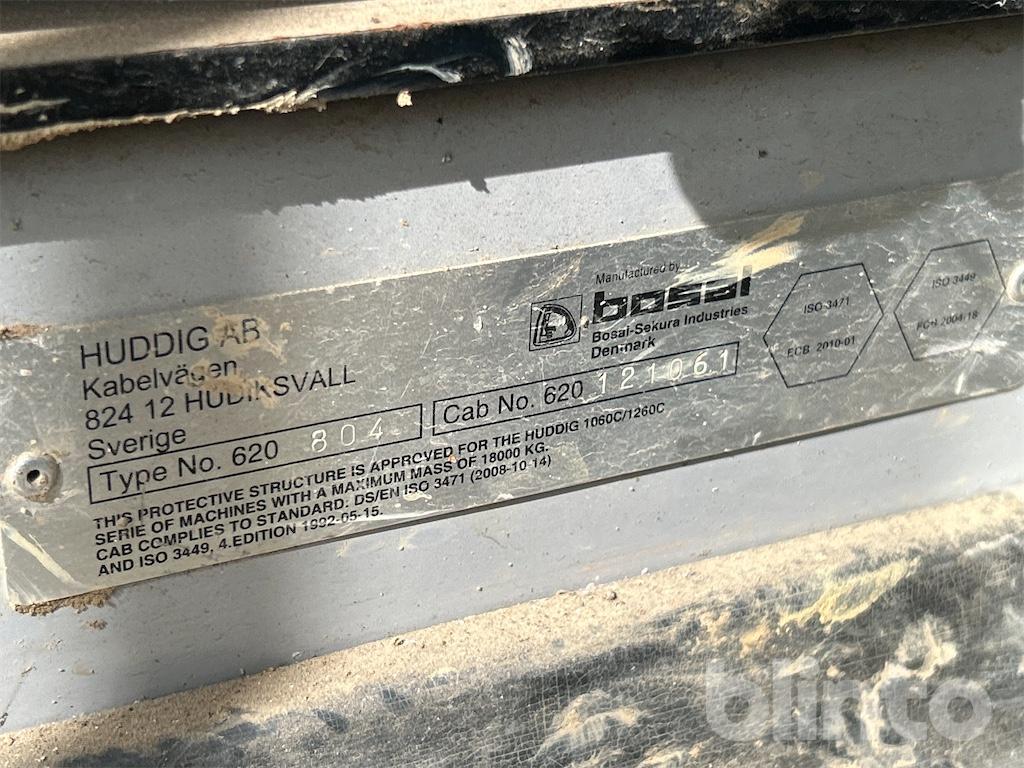 HUDDIG AB
Kabelvägen
824 12 HUDIKSVALL
Sverige
Type No. 620 804
Cab No. 620 121061
Manufactured by
bosal
Bosal-Sekura Industries
Denmark
ISO 3471
ECB 2010-01
ISO 3449
ECB 2004/18
THIS PROTECTIVE STRUCTURE IS APPROVED FOR THE HUDDIG 1060C/1260C
SERIE OF MACHINES WITH A MAXIMUM MASS OF 18000 KG.
CAB COMPLIES TO STANDARD: DS/EN ISO 3471 (2008-10-14)
AND ISO 3449, 4.EDITION 1992-05-15.
blinto